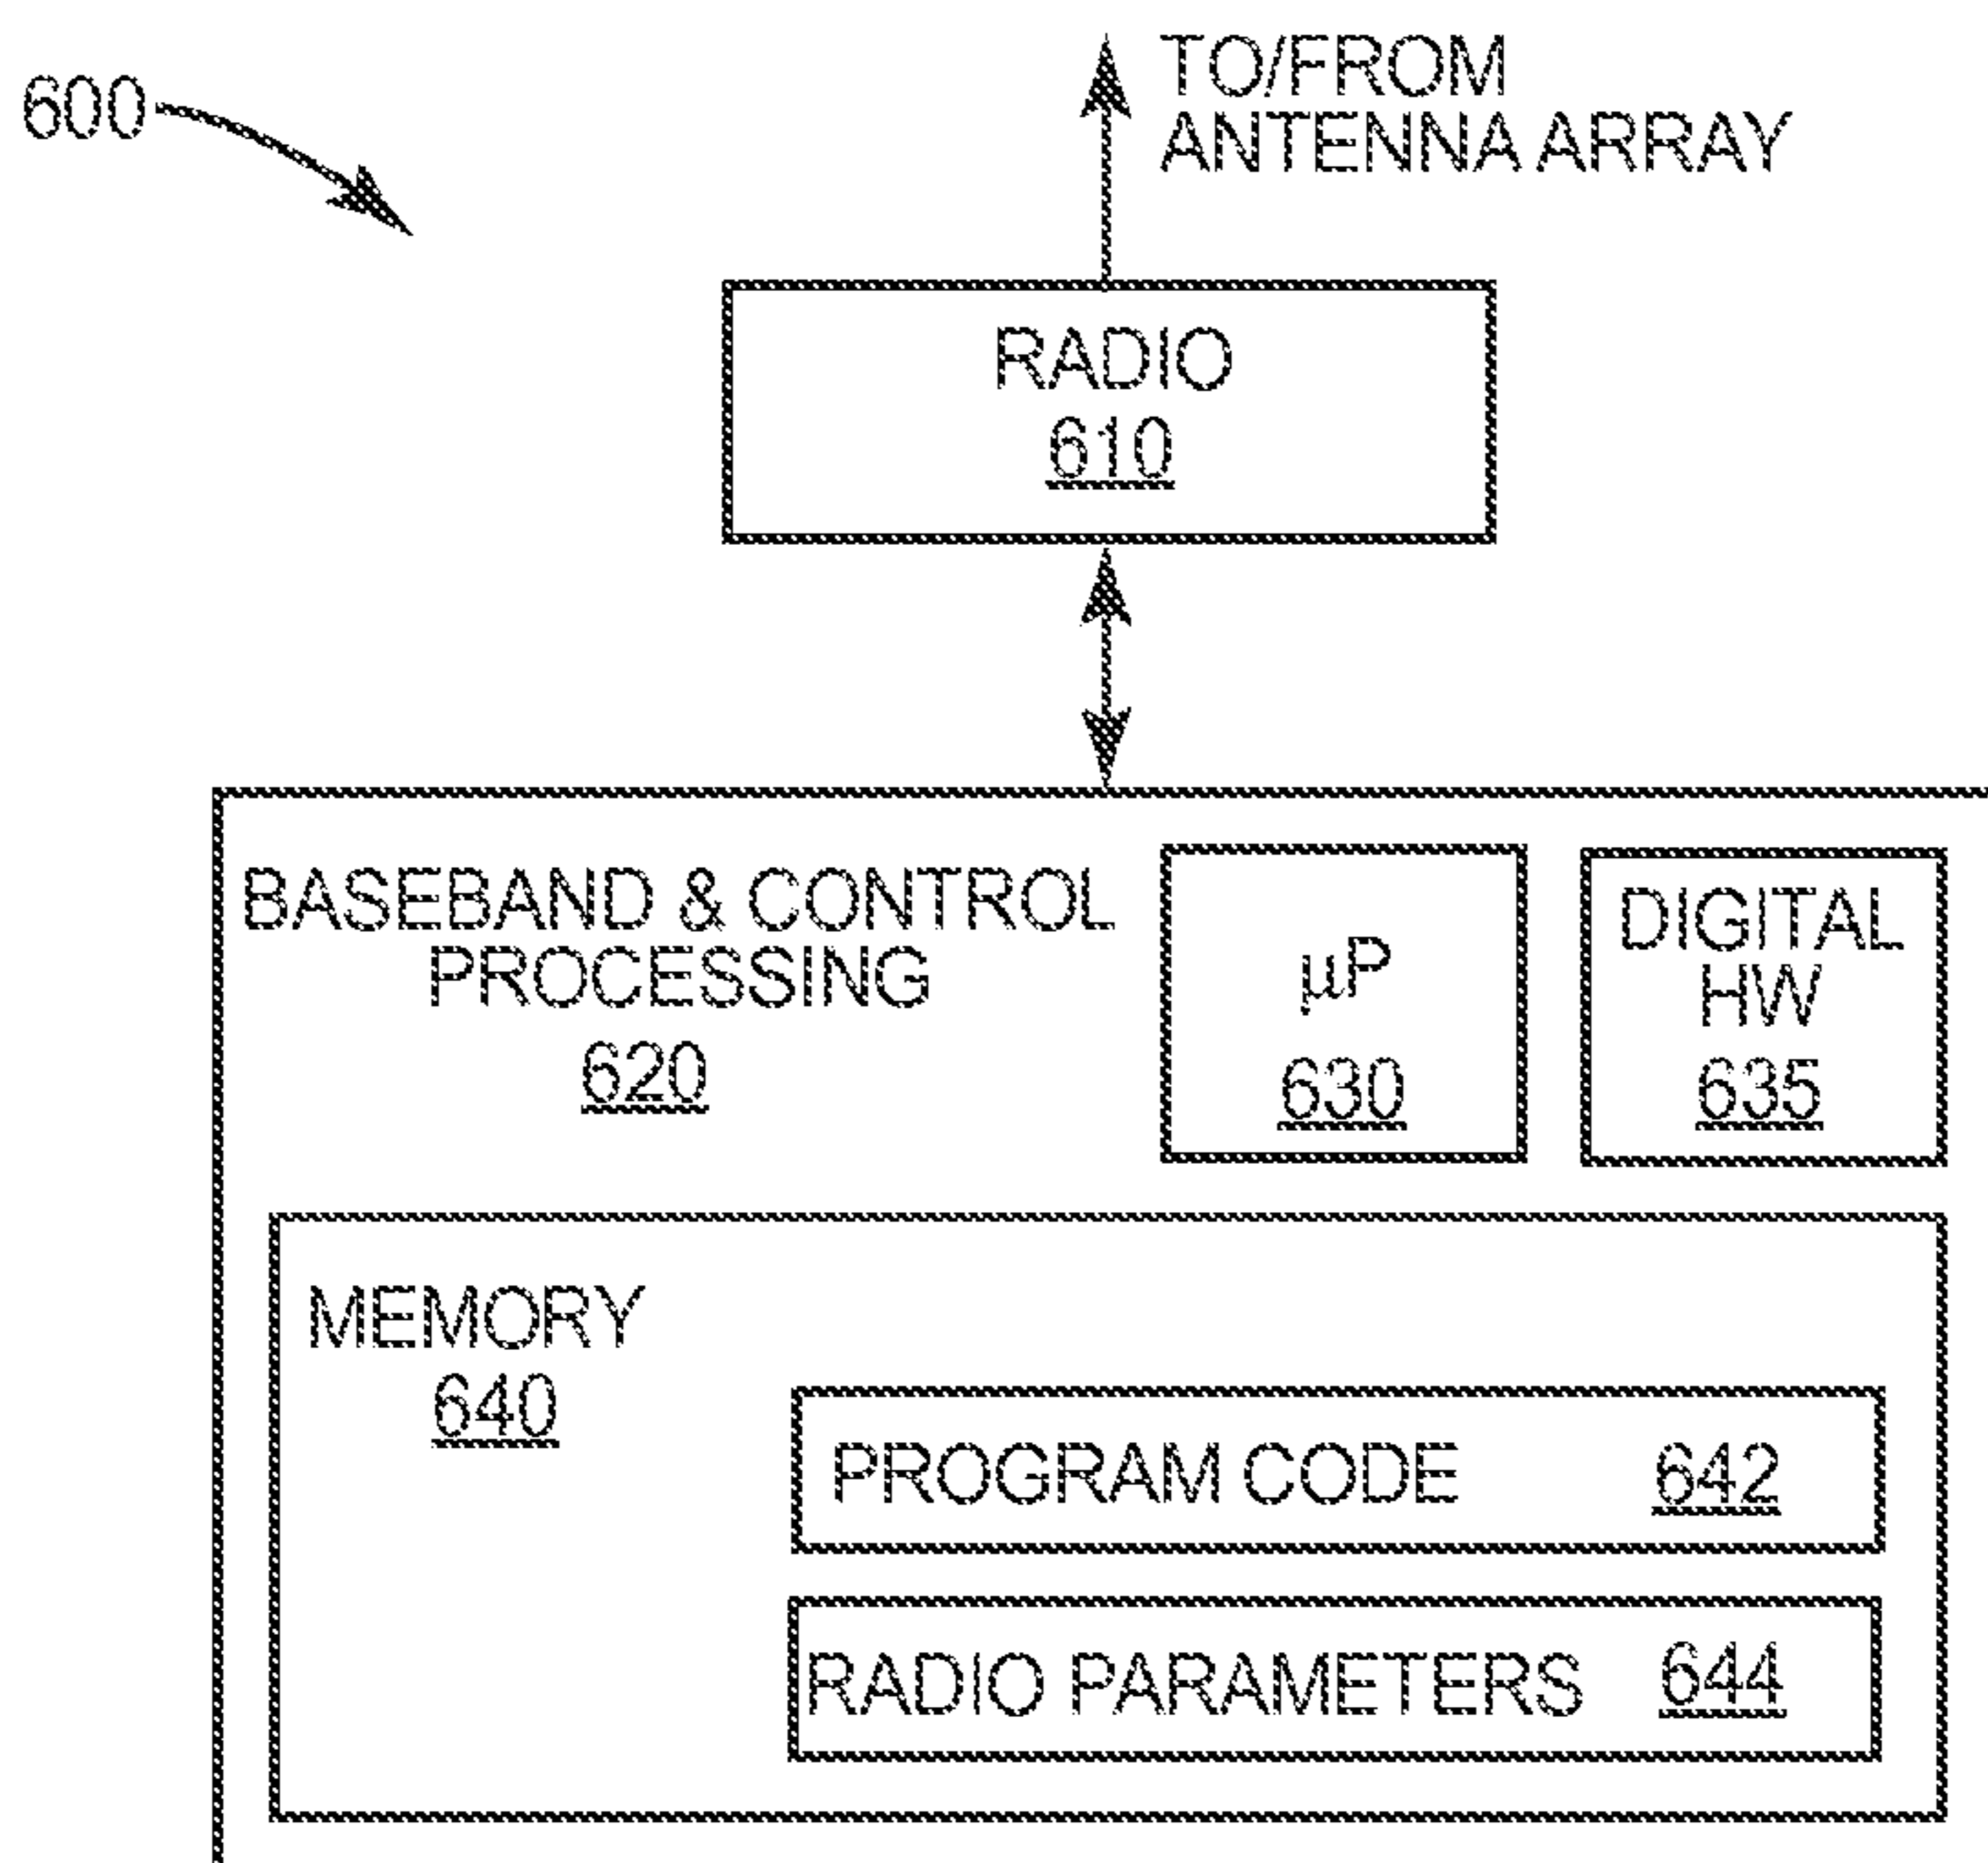 600
TO/FROM
ANTENNA ARRAY
RADIO
610
BASEBAND & CONTROL
PROCESSING
620
µP
630
DIGITAL
HW
635
MEMORY
640
PROGRAM CODE 642
RADIO PARAMETERS 644